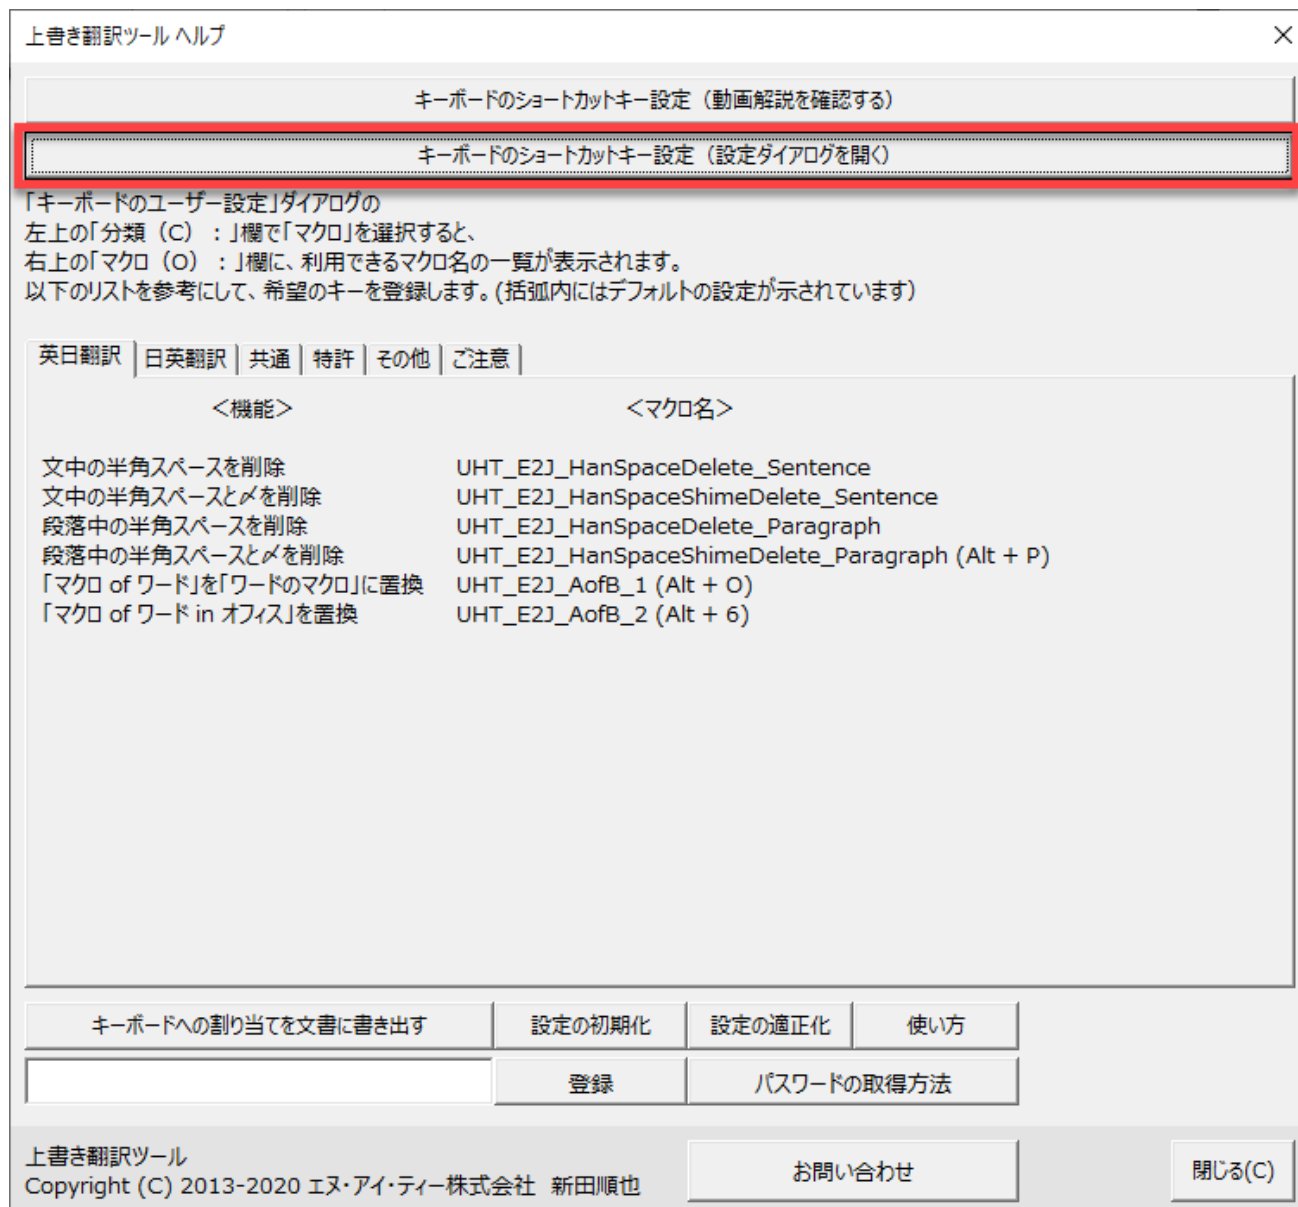 上書き翻訳ツール ヘルプ
キーボードのショートカットキー設定（動画解説を確認する）
キーボードのショートカットキー設定（設定ダイアログを開く）
「キーボードのユーザー設定」ダイアログの
左上の「分類（C）：」欄で「マクロ」を選択すると、
右上の「マクロ（O）：」欄に、利用できるマクロ名の一覧が表示されます。
以下のリストを参考にして、希望のキーを登録します。(括弧内にはデフォルトの設定が示されています)
英日翻訳 日英翻訳 共通 特許 その他 ご注意
＜機能＞ ＜マクロ名＞
文中の半角スペースを削除 UHT_E2J_HanSpaceDelete_Sentence
文中の半角スペースと〆を削除 UHT_E2J_HanSpaceShimeDelete_Sentence
段落中の半角スペースを削除 UHT_E2J_HanSpaceDelete_Paragraph
段落中の半角スペースと〆を削除 UHT_E2J_HanSpaceShimeDelete_Paragraph (Alt + P)
「マクロ of ワード」を「ワードのマクロ」に置換 UHT_E2J_AofB_1 (Alt + O)
「マクロ of ワード in オフィス」を置換 UHT_E2J_AofB_2 (Alt + 6)
キーボードへの割り当てを文書に書き出す 設定の初期化 設定の適正化 使い方
登録 パスワードの取得方法
上書き翻訳ツール
Copyright (C) 2013-2020 エヌ・アイ・ティー株式会社 新田順也
お問い合わせ 閉じる(C)